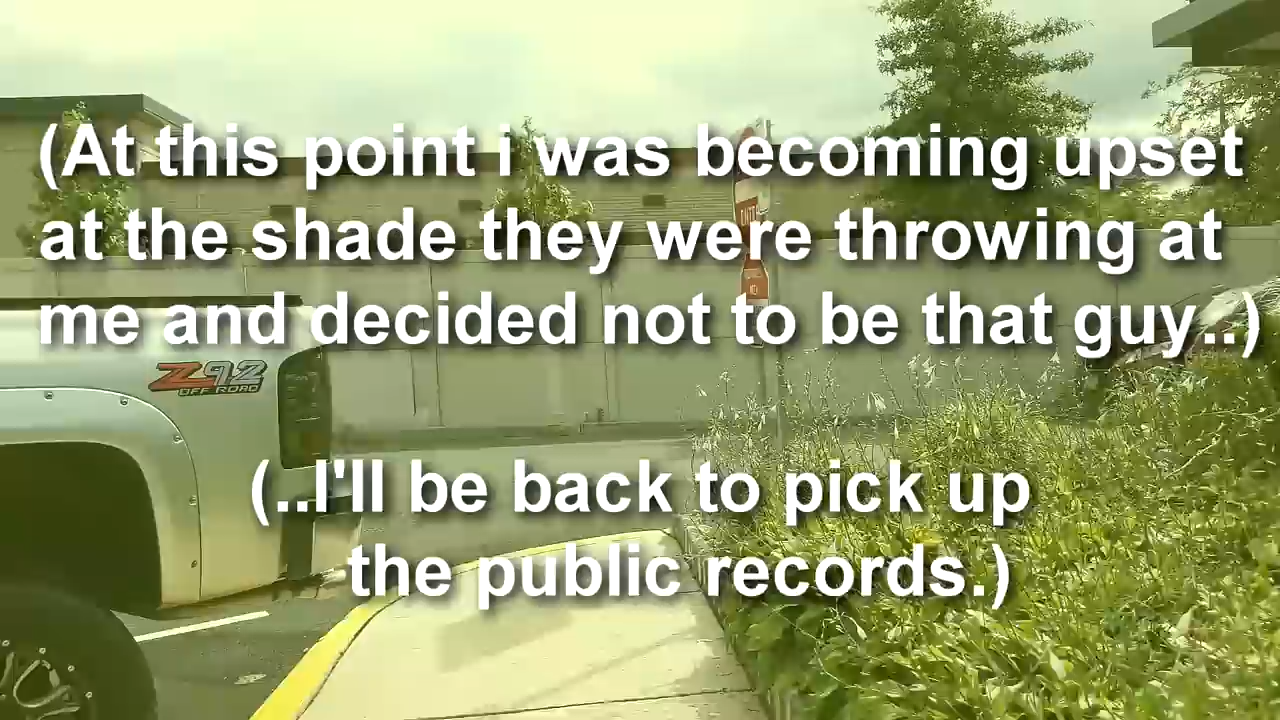 (At this point i was becoming upset
at the shade they were throwing at
me and decided not to be that guy..)
Z92
OFF ROAD
(..I'll be back to pick up
the public records.)